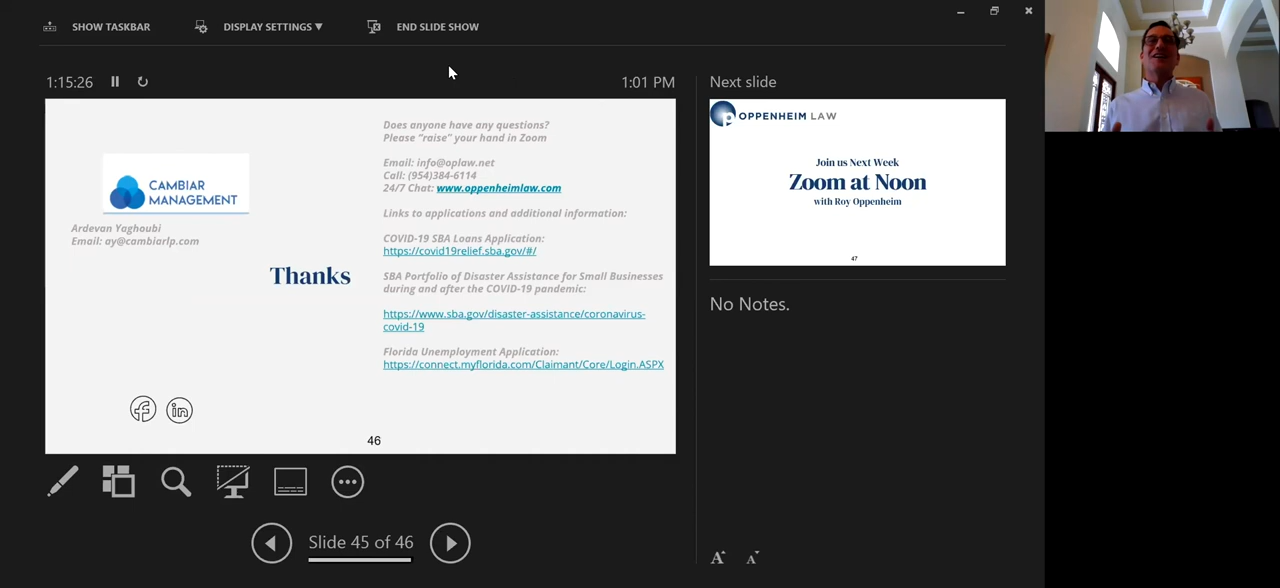 SHOW TASKBAR
DISPLAY SETTINGS ▼
END SLIDE SHOW
1:15:26
1:01 PM
CAMBIAR
MANAGEMENT
Ardevan Yaghoubi
Email: ay@cambiarlp.com
Thanks
Does anyone have any questions?
Please “raise" your hand in Zoom
Email: info@oplaw.net
Call: (954)384-6114
24/7 Chat: www.oppenheimlaw.com
Links to applications and additional information:
COVID-19 SBA Loans Application:
https://covid19relief.sba.gov/#/
SBA Portfolio of Disaster Assistance for Small Businesses
during and after the COVID-19 pandemic:
https://www.sba.gov/disaster-assistance/coronavirus-
covid-19
Florida Unemployment Application:
https://connect.myflorida.com/Claimant/Core/Login.ASPX
in
46
Slide 45 of 46
Next slide
OPPENHEIM LAW
Join us Next Week
Zoom at Noon
with Roy Oppenheim
47
No Notes.
A
A